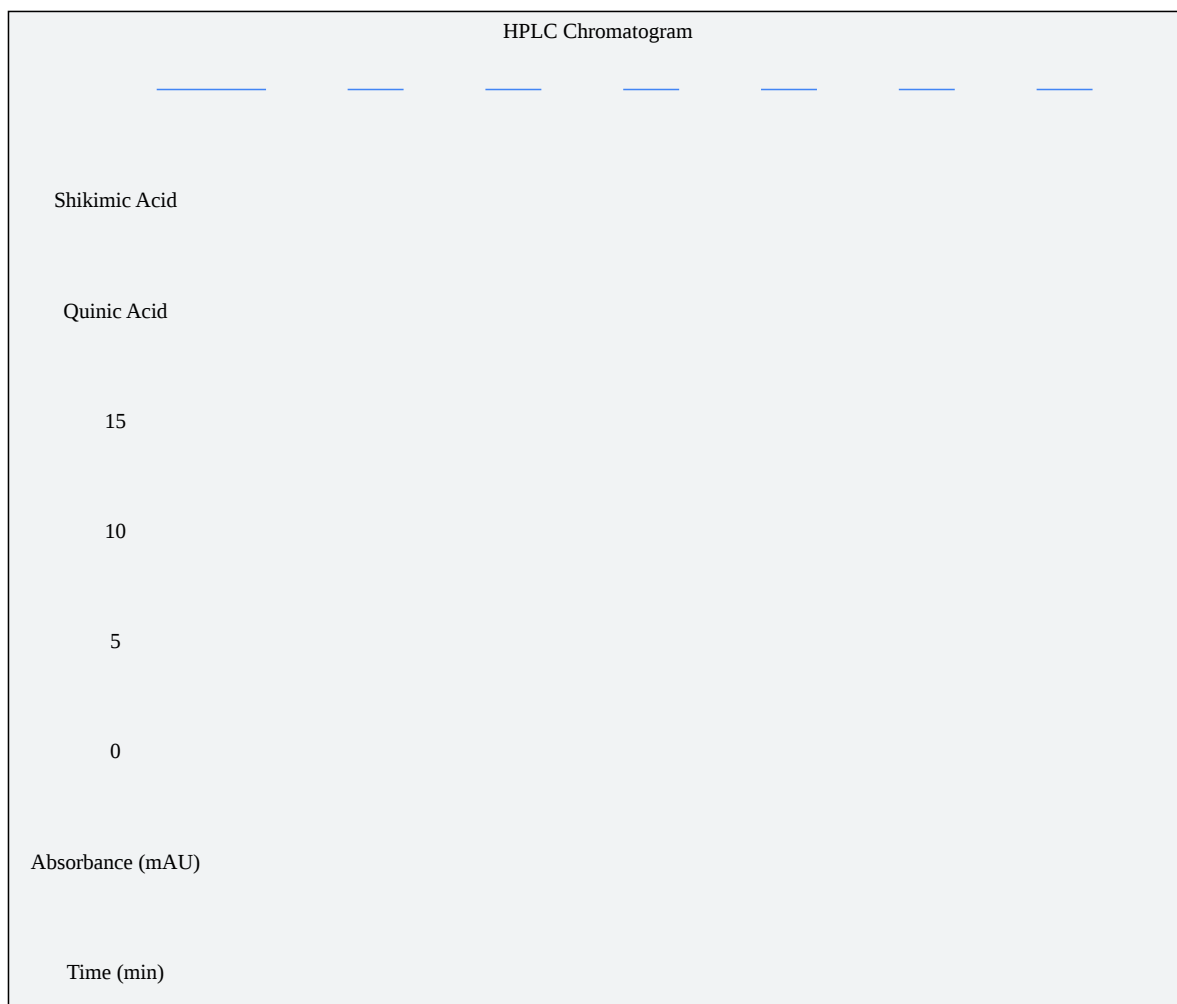 HPLC Chromatogram
Shikimic Acid
Quinic Acid
15
10
5
0
Absorbance (mAU)
Time (min)